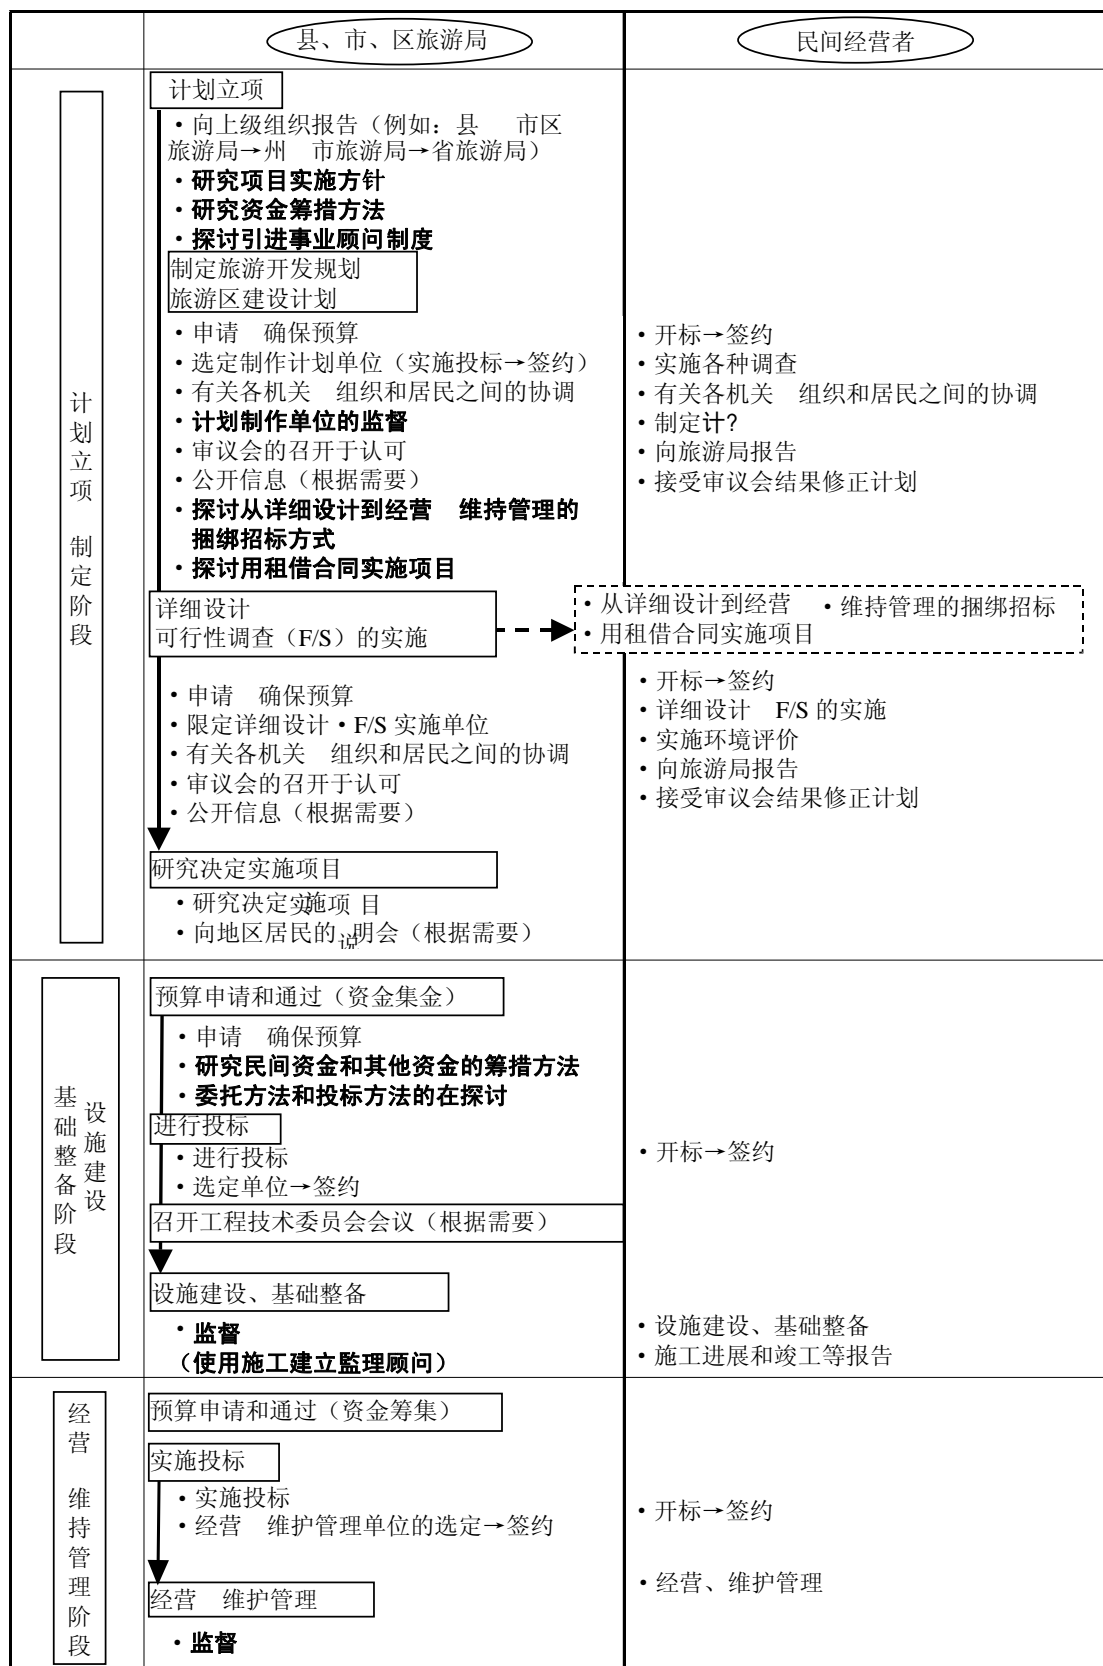 县、市、区旅游局
民间经营者
计划立项 制定阶段
计划立项
・向上级组织报告（例如：县 市区
旅游局→州 市旅游局→省旅游局）
・研究项目实施方针
・研究资金筹措方法
・探讨引进事业顾问制度
制定旅游开发规划
旅游区建设计划
・申请 确保预算
・选定制作计划单位（实施投标→签约）
・有关各机关 组织和居民之间的协调
・计划制作单位的监督
・审议会的召开于认可
・公开信息（根据需要）
・探讨从详细设计到经营 维持管理的
捆绑招标方式
・探讨用租借合同实施项目
・开标→签约
・实施各种调查
・有关各机关 组织和居民之间的协调
・制定计?
・向旅游局报告
・接受审议会结果修正计划
详细设计
可行性调查（F/S）的实施
・从详细设计到经营 ・维持管理的捆绑招标
・用租借合同实施项目
・申请 确保预算
・限定详细设计・F/S 实施单位
・有关各机关 组织和居民之间的协调
・审议会的召开于认可
・公开信息（根据需要）
・开标→签约
・详细设计 F/S 的实施
・实施环境评价
・向旅游局报告
・接受审议会结果修正计划
研究决定实施项目
・研究决定实施项 目
・向地区居民的说明会（根据需要）
设施建设
基础整备阶段
预算申请和通过（资金集金）
・申请 确保预算
・研究民间资金和其他资金的筹措方法
・委托方法和投标方法的在探讨
进行投标
・进行投标
・选定单位→签约
・开标→签约
召开工程技术委员会会议（根据需要）
设施建设、基础整备
・监督
（使用施工建立監理顾问）
・设施建设、基础整备
・施工进展和竣工等报告
经营 维持管理阶段
预算申请和通过（资金筹集）
实施投标
・实施投标
・经营 维护管理单位的选定→签约
・开标→签约
经营 维护管理
・监督
・经营、维护管理